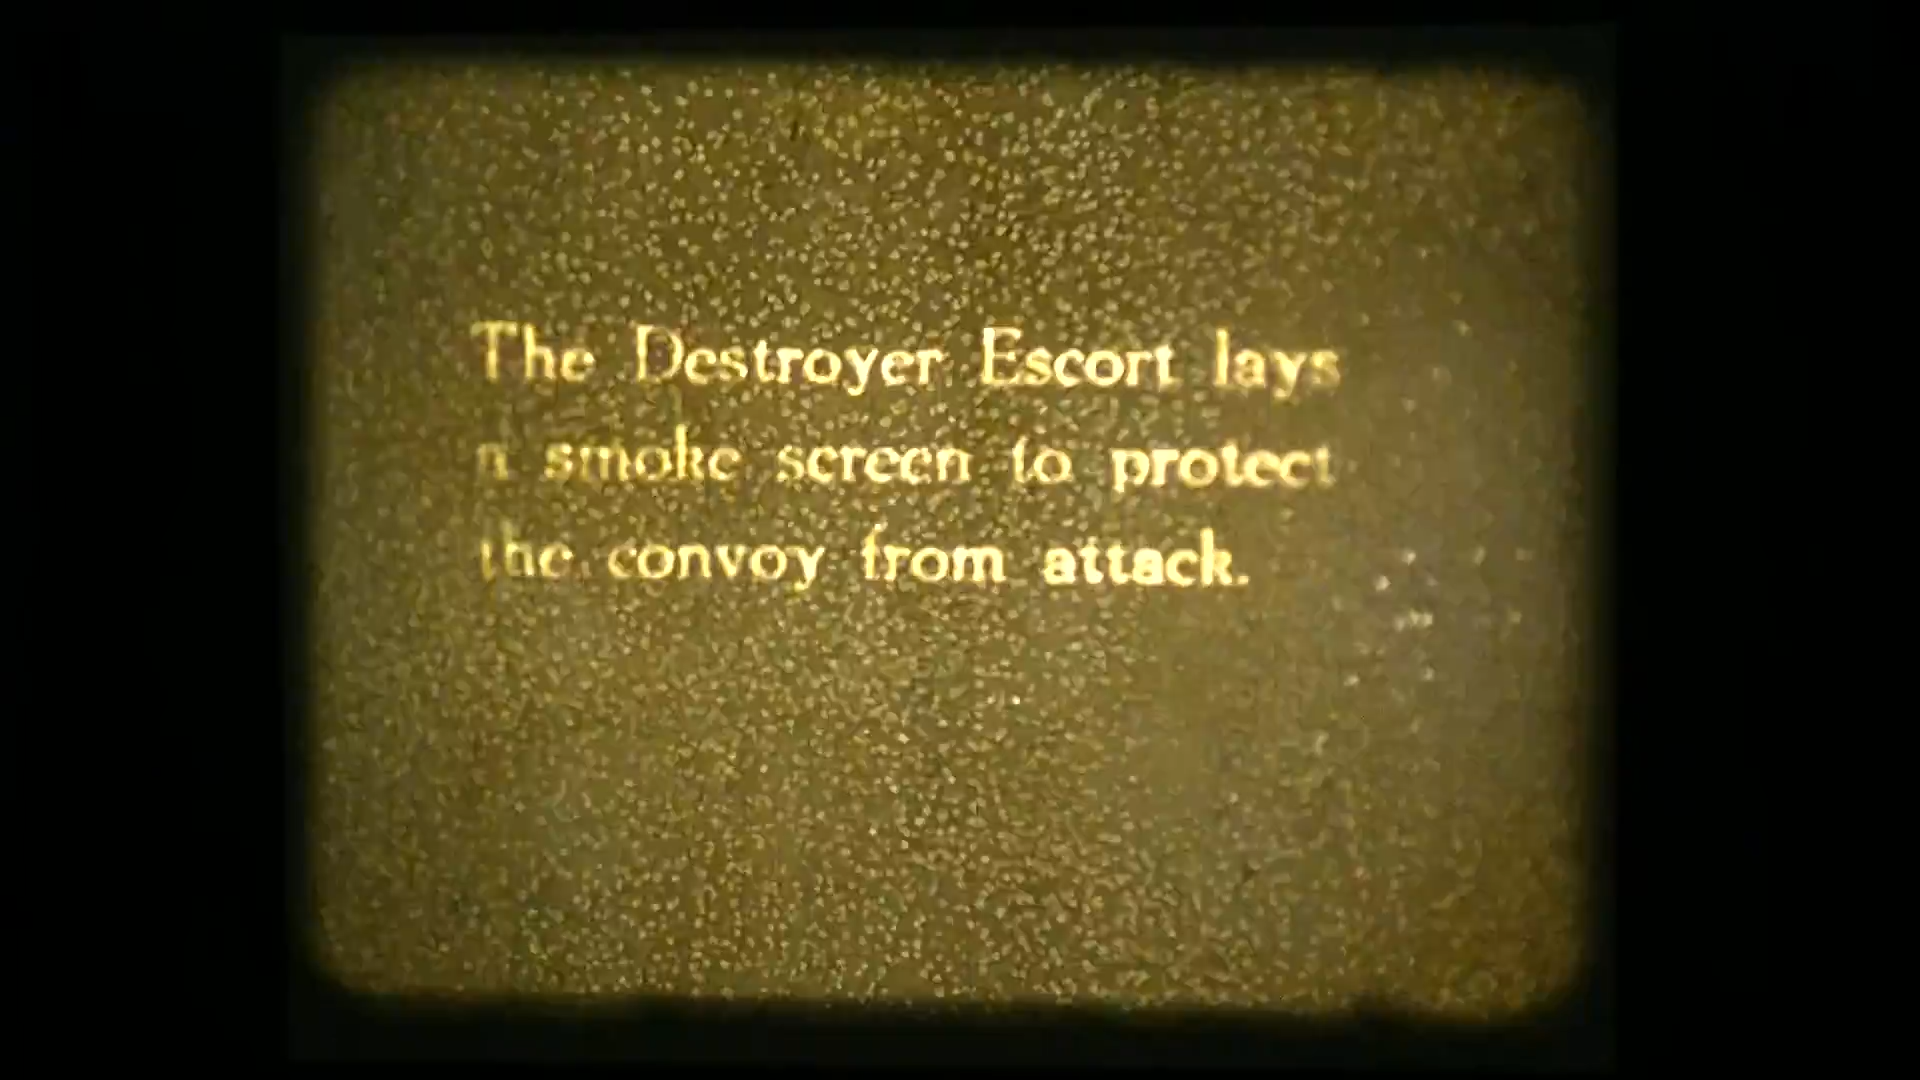 The Destroyer Escort lays
a smoke screen to protect
the convoy from attack.